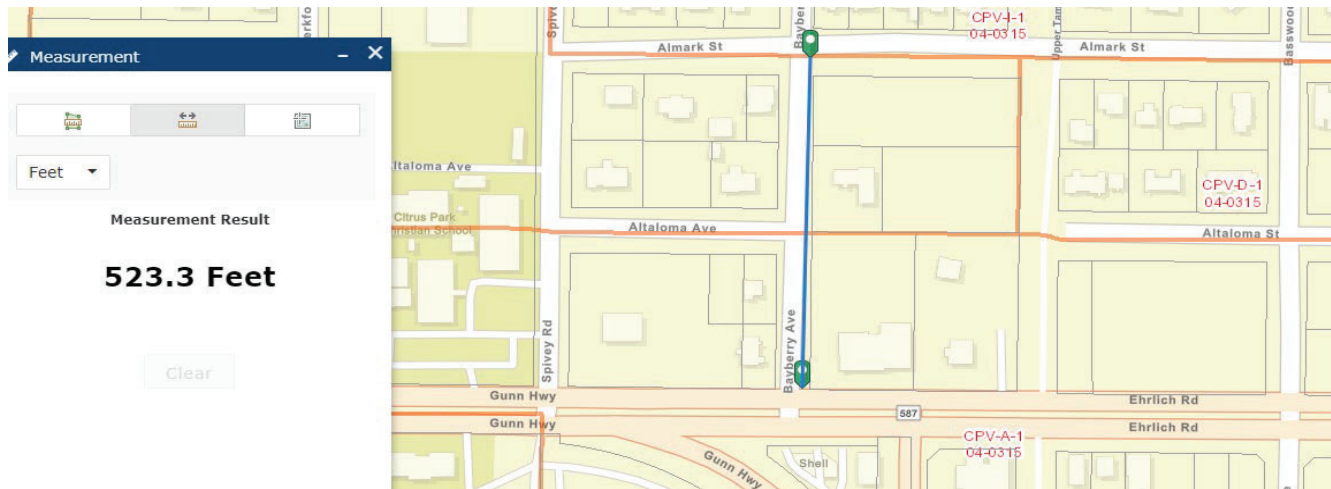 Measurement
Feet
Measurement Result
523.3 Feet
Clear
CPV-I-1
04-0315
Almark St
Almark St
Altaloma Ave
Citrus Park
Christian School
CPV-D-1
04-0315
Altaloma Ave
Altaloma St
Spivey Rd
Bayberry Ave
Gunn Hwy
Ehrlich Rd
587
Gunn Hwy
Ehrlich Rd
CPV-A-1
04-0315
Gunn Hwy
Shell